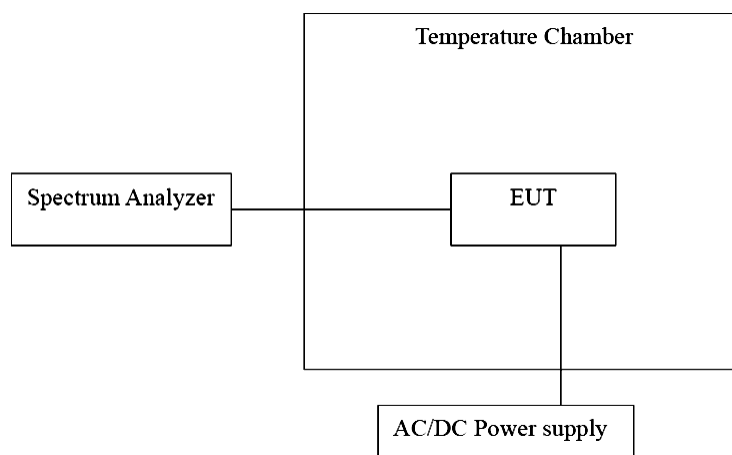 Temperature Chamber
Spectrum Analyzer
EUT
AC/DC Power supply